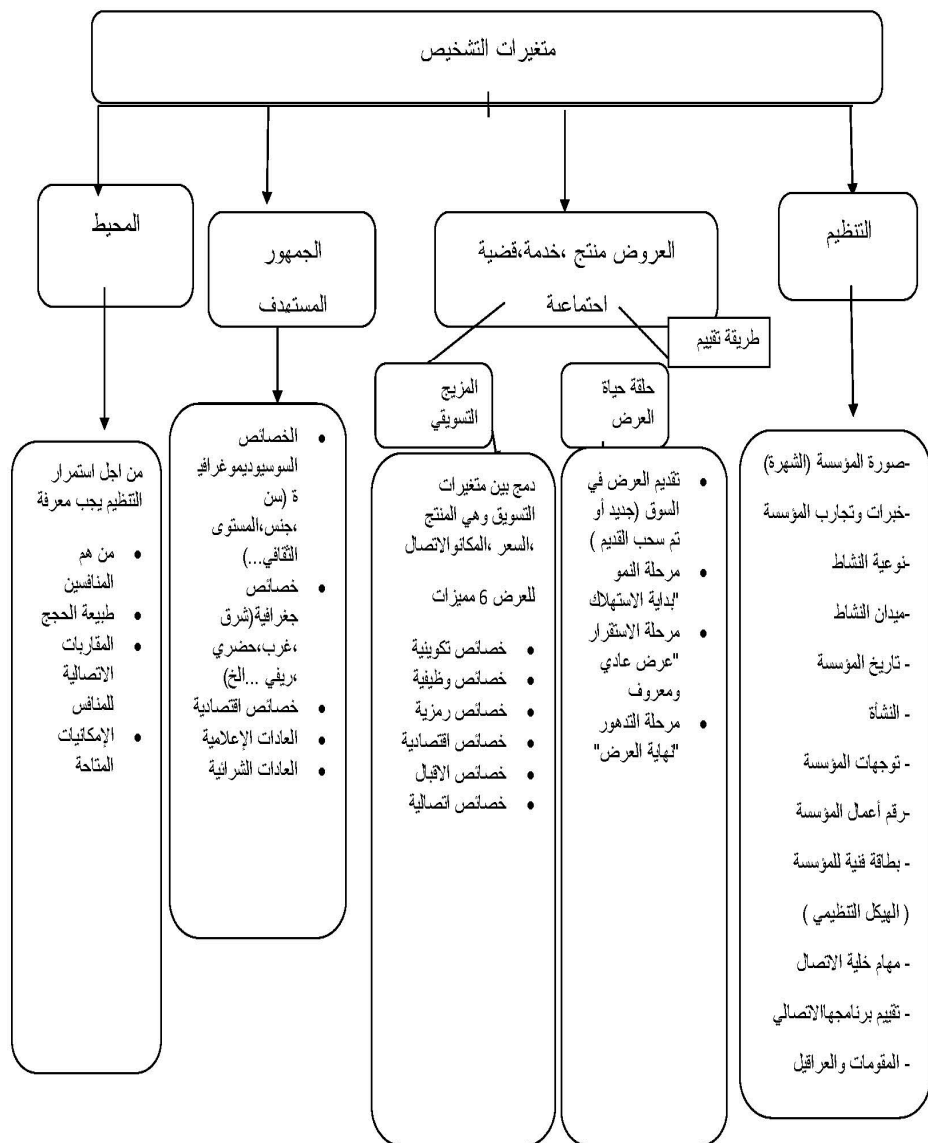 متغيرات التشخيص
التنظيم
-صورة المؤسسة (الشهرة)
-خبرات وتجارب المؤسسة
-نوعية النشاط
-ميدان النشاط
- تاريخ المؤسسة
- النشأة
- توجهات المؤسسة
-رقم أعمال المؤسسة
- بطاقة فنية للمؤسسة
( الهيكل التنظيمي )
- مهام خلية الاتصال
- تقييم برنامجهاالاتصالي
- المقومات والعراقيل
العروض منتج ،خدمة،قضية
اجتماعية
طريقة تقييم
حلقة حياة
العرض
• تقديم العرض في
السوق (جديد أو
تم سحب القديم )
• مرحلة النمو
"بداية الاستهلاك
• مرحلة الاستقرار
"عرض عادي
ومعروف
• مرحلة التدهور
"نهاية العرض"
المزيج
التسويقي
دمج بين متغيرات
التسويق وهي المنتج
،السعر ،المكانوالاتصال
للعرض 6 مميزات
• خصائص تكوينية
• خصائص وظيفية
• خصائص رمزية
• خصائص اقتصادية
• خصائص الاقبال
• خصائص اتصالية
الجمهور
المستهدف
• الخصائص
السوسيوديموغرافي
ة (سن
،جنس،المستوى
الثقافي...)
• خصائص
جغرافية(شرق
،غرب،حضري
،ريفي ...الخ)
• خصائص اقتصادية
• العادات الإعلامية
• العادات الشرائية
المحيط
من اجل استمرار
التنظيم يجب معرفة
• من هم
المنافسين
• طبيعة الحجج
• المقاربات
الاتصالية
للمنافس
• الإمكانيات
المتاحة